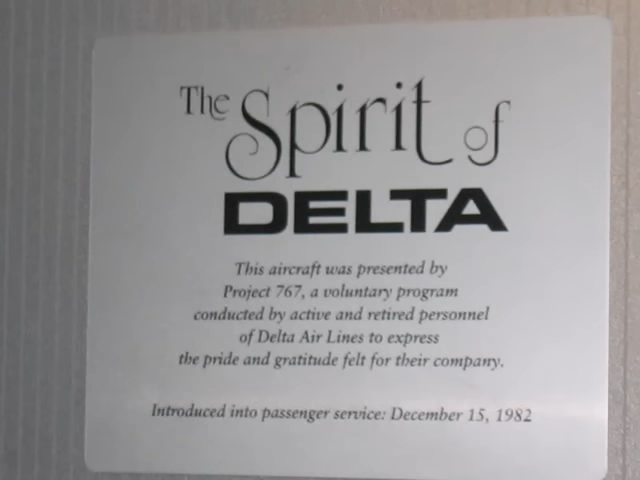 The Spirit of
DELTA
This aircraft was presented by
Project 767, a voluntary program
conducted by active and retired personnel
of Delta Air Lines to express
the pride and gratitude felt for their company.
Introduced into passenger service: December 15, 1982